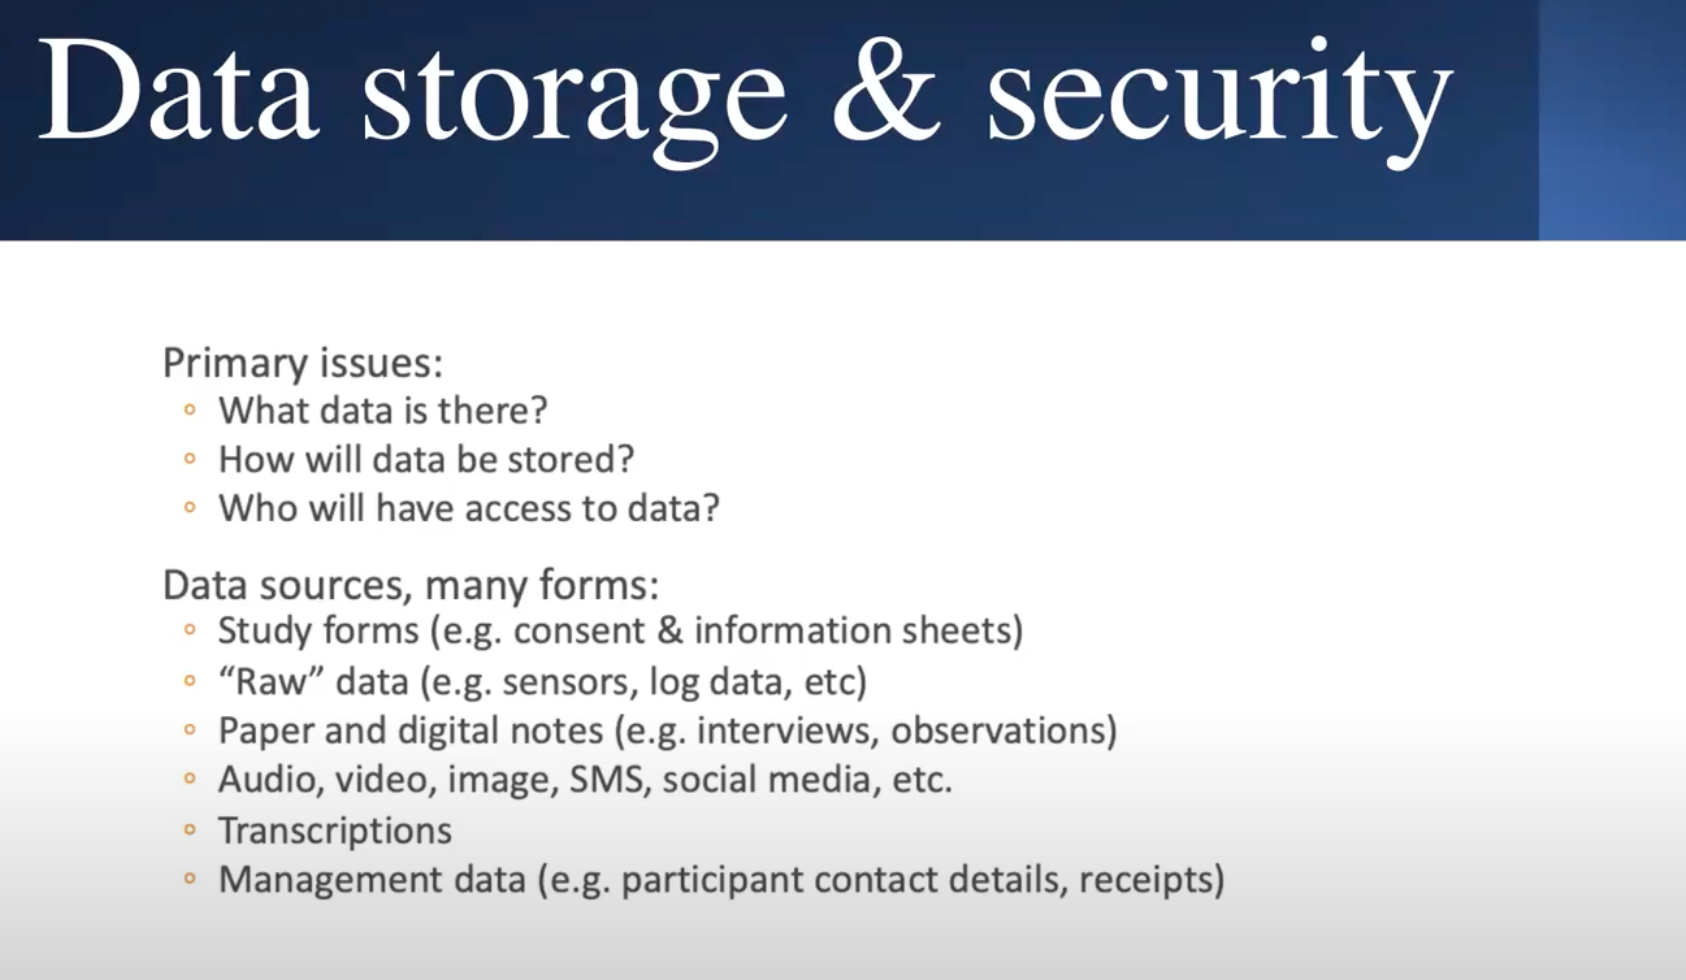 Data storage & security
Primary issues:
◦ What data is there?
◦ How will data be stored?
◦ Who will have access to data?
Data sources, many forms:
◦ Study forms (e.g. consent & information sheets)
◦ “Raw” data (e.g. sensors, log data, etc)
◦ Paper and digital notes (e.g. interviews, observations)
◦ Audio, video, image, SMS, social media, etc.
◦ Transcriptions
◦ Management data (e.g. participant contact details, receipts)